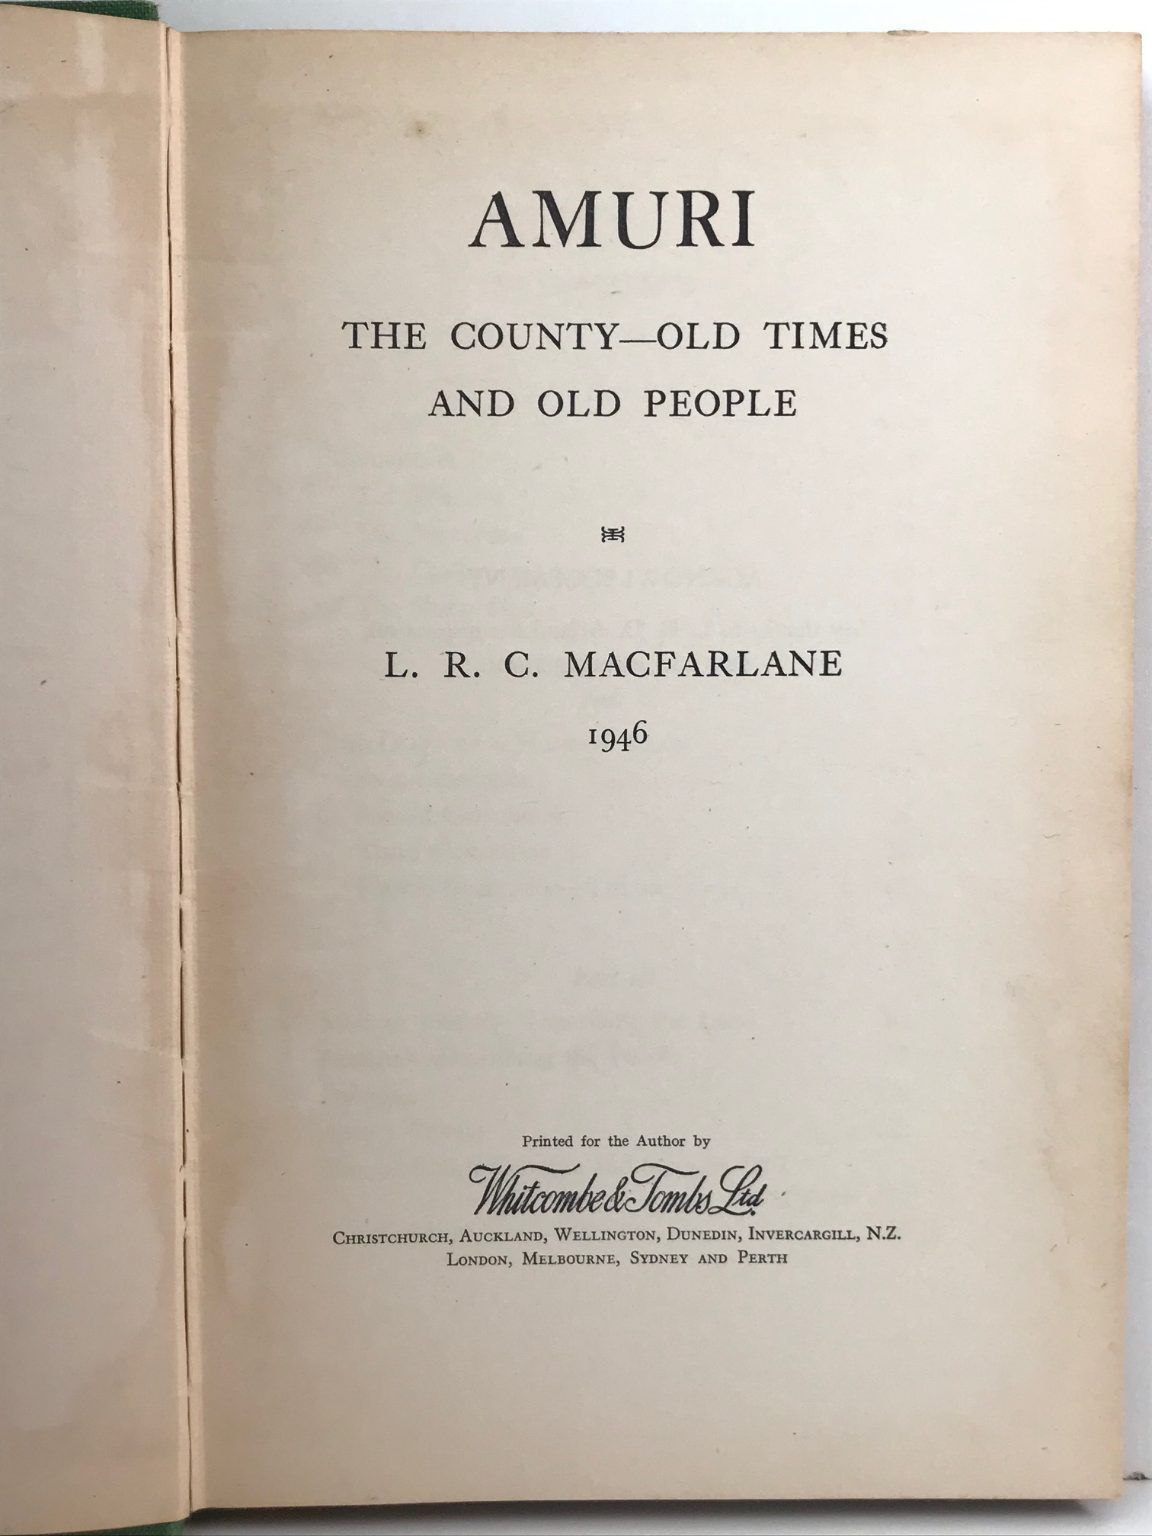 AMURI
THE COUNTY—OLD TIMES
AND OLD PEOPLE
L. R. C. MACFARLANE
1946
Printed for the Author by
Whitcombe & Tombs Ltd.
CHRISTCHURCH, AUCKLAND, WELLINGTON, DUNEDIN, INVERCARGILL, N.Z.
LONDON, MELBOURNE, SYDNEY AND PERTH